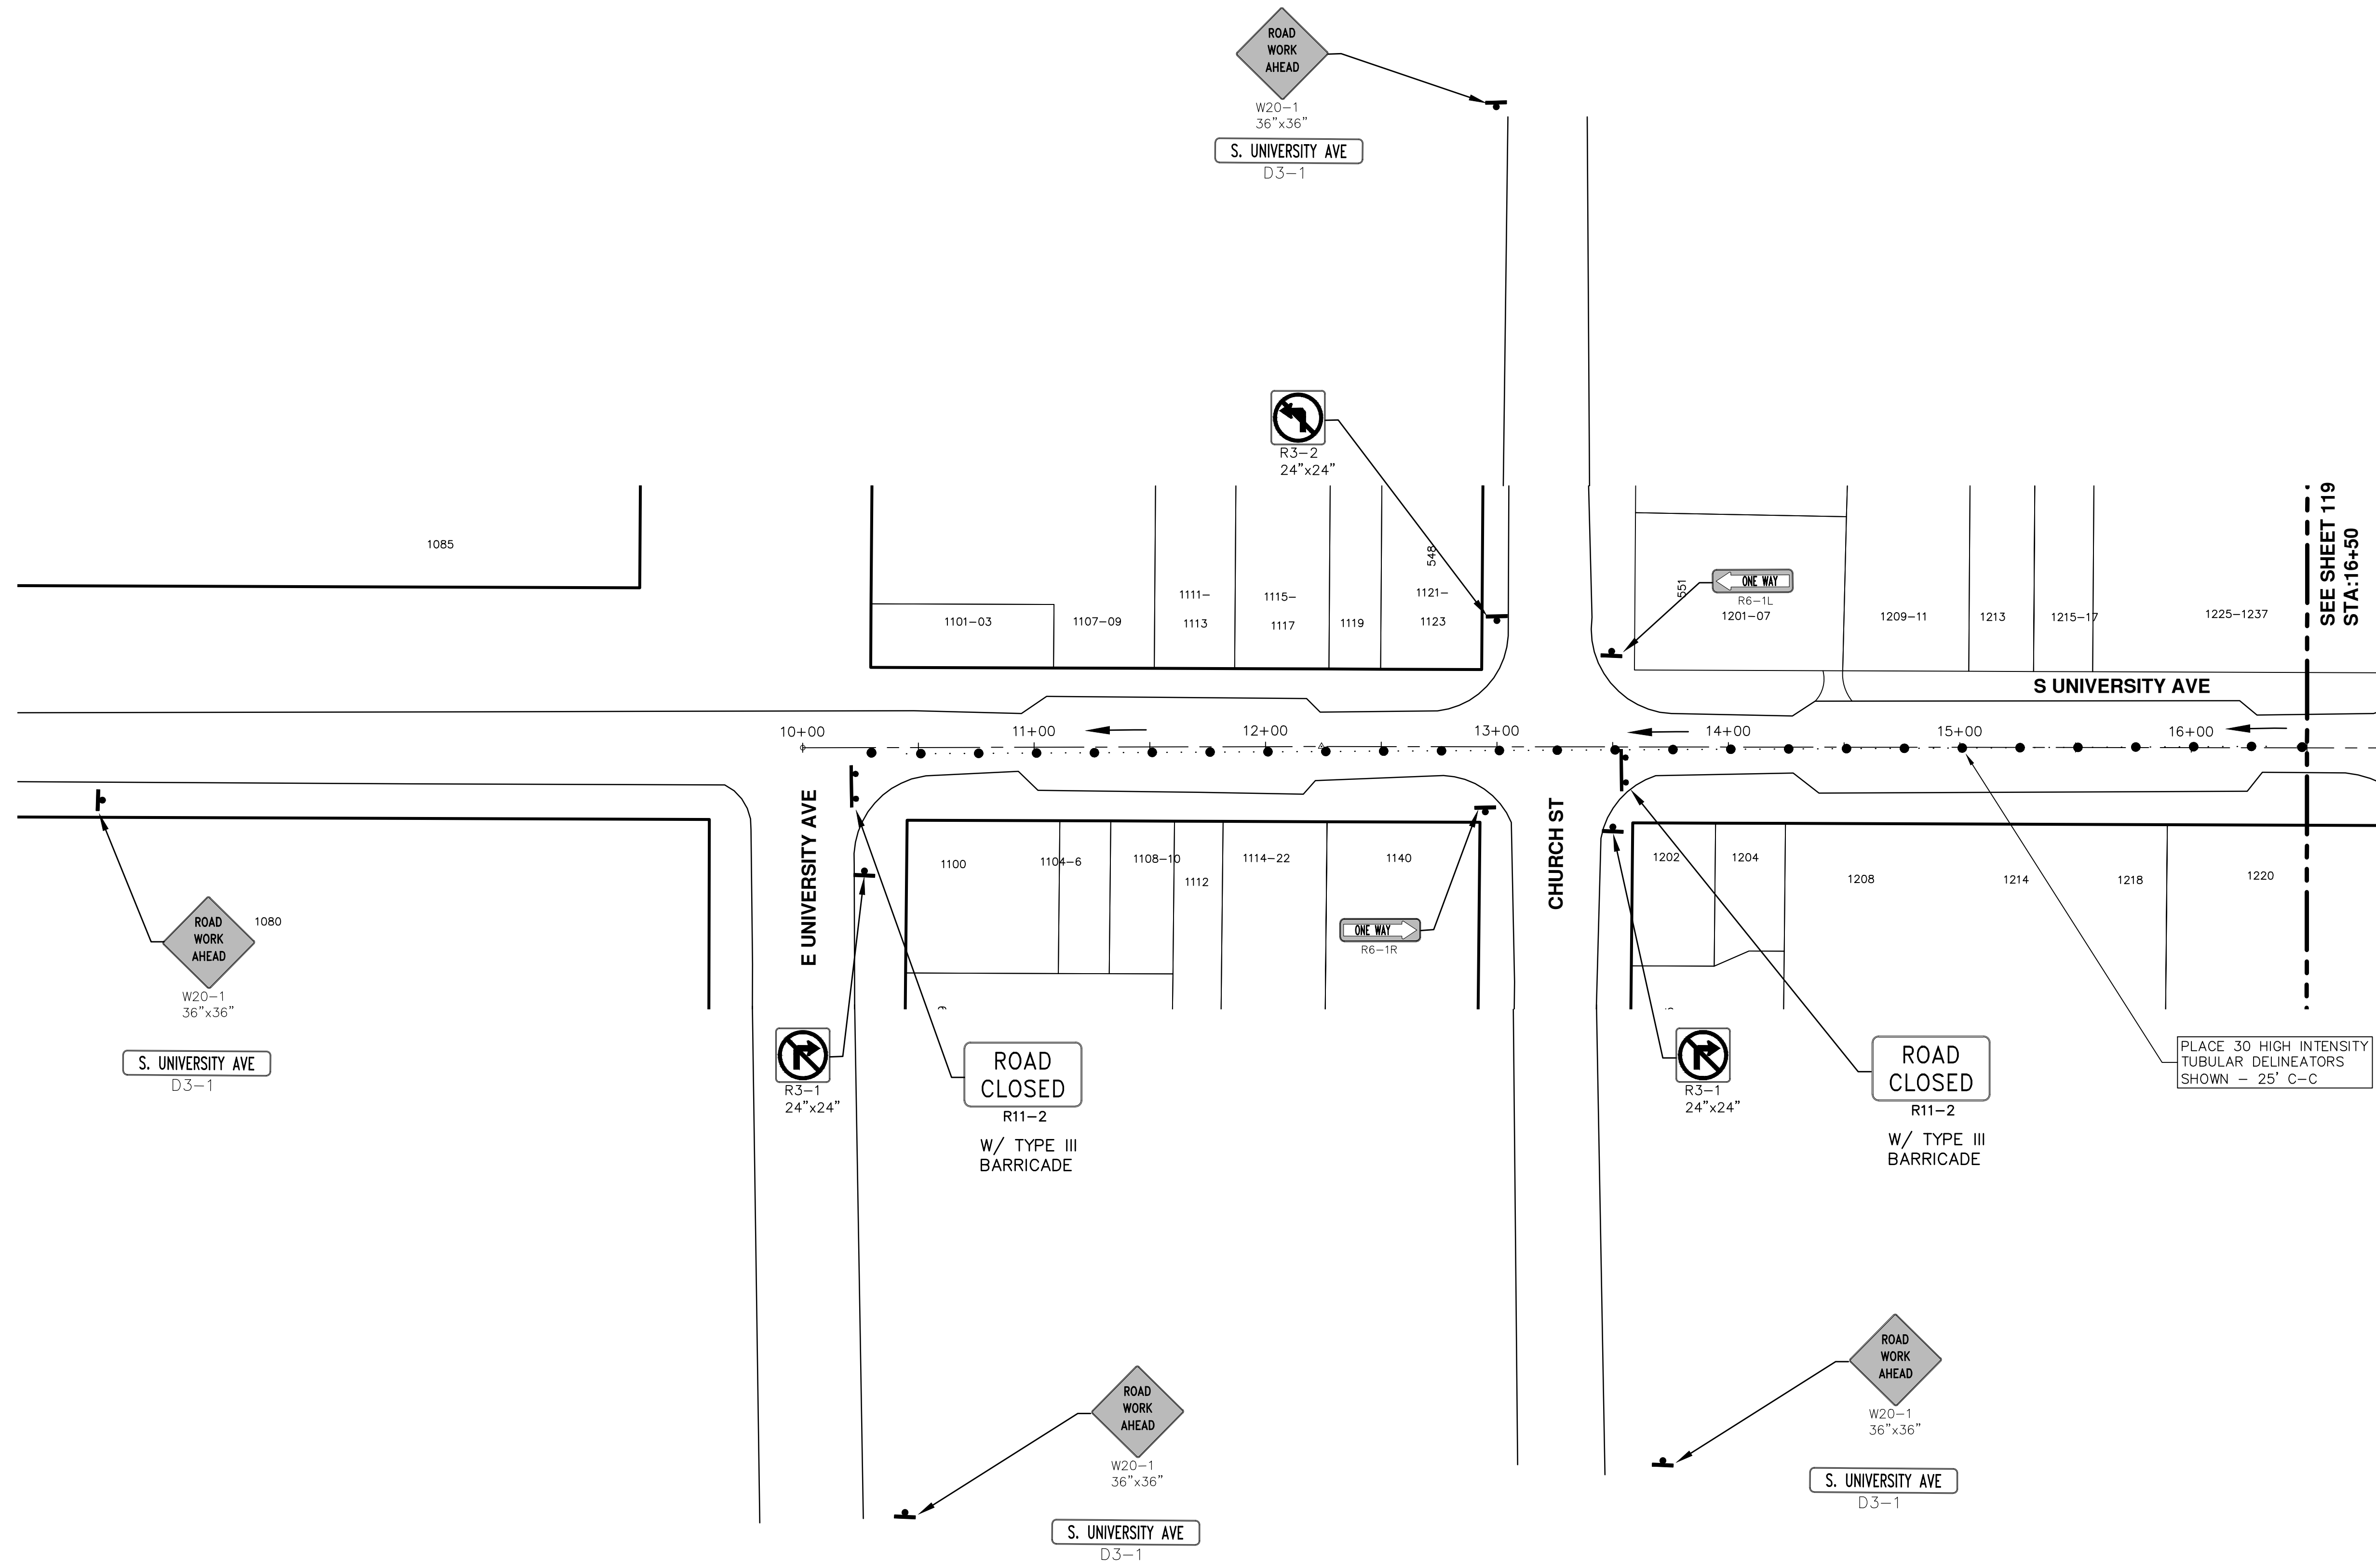 ROAD
WORK
AHEAD
W20-1
36"x36"
S. UNIVERSITY AVE
D3-1
R3-2
24"x24"
1085
548
551
ONE WAY
R6-1L
1101-03
1107-09
1111-
1113
1115-
1117
1119
1121-
1123
1201-07
1209-11
1213
1215-17
1225-1237
SEE SHEET 119
STA:16+50
S UNIVERSITY AVE
10+00
11+00
12+00
13+00
14+00
15+00
16+00
E UNIVERSITY AVE
CHURCH ST
1100
1104-6
1108-10
1112
1114-22
1140
1202
1204
1208
1214
1218
1220
ROAD
WORK
AHEAD
1080
W20-1
36"x36"
S. UNIVERSITY AVE
D3-1
ONE WAY
R6-1R
R3-1
24"x24"
ROAD
CLOSED
R11-2
W/ TYPE III
BARRICADE
R3-1
24"x24"
ROAD
CLOSED
R11-2
W/ TYPE III
BARRICADE
PLACE 30 HIGH INTENSITY
TUBULAR DELINEATORS
SHOWN - 25' C-C
ROAD
WORK
AHEAD
W20-1
36"x36"
S. UNIVERSITY AVE
D3-1
ROAD
WORK
AHEAD
W20-1
36"x36"
S. UNIVERSITY AVE
D3-1